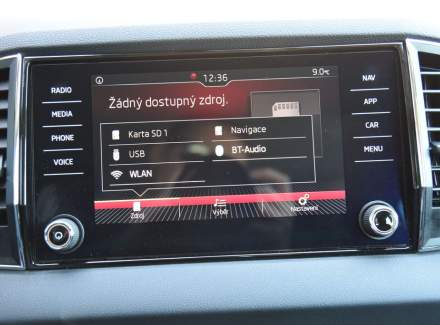 12:36
9.0°C
RADIO
MEDIA
PHONE
VOICE
Žádný dostupný zdroj.
Karta SD 1
Navigace
USB
BT-Audio
WLAN
Zdroj
Výběr
Nastavení
NAV
APP
CAR
MENU